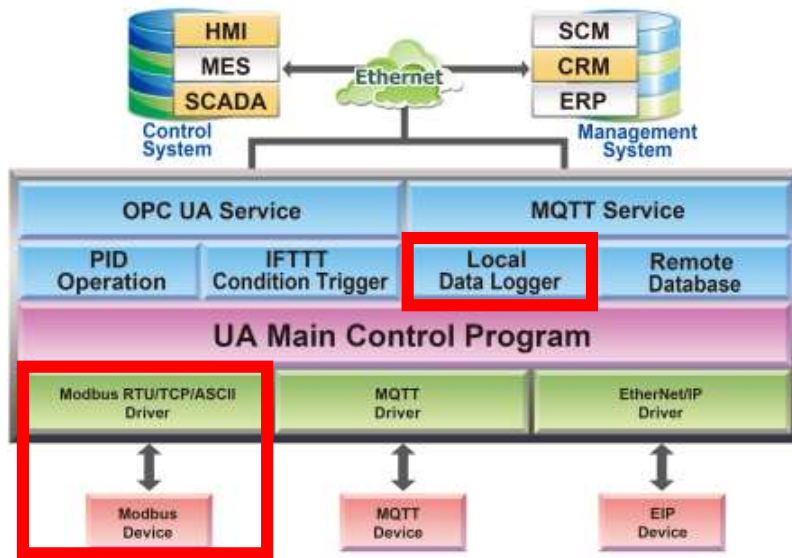 HMI
MES
SCADA
Control
System
Ethernet
SCM
CRM
ERP
Management
System
OPC UA Service
MQTT Service
PID
Operation
IFTTT
Condition Trigger
Local
Data Logger
Remote
Database
UA Main Control Program
Modbus RTU/TCP/ASCII
Driver
MQTT
Driver
EtherNet/IP
Driver
Modbus
Device
MQTT
Device
EIP
Device